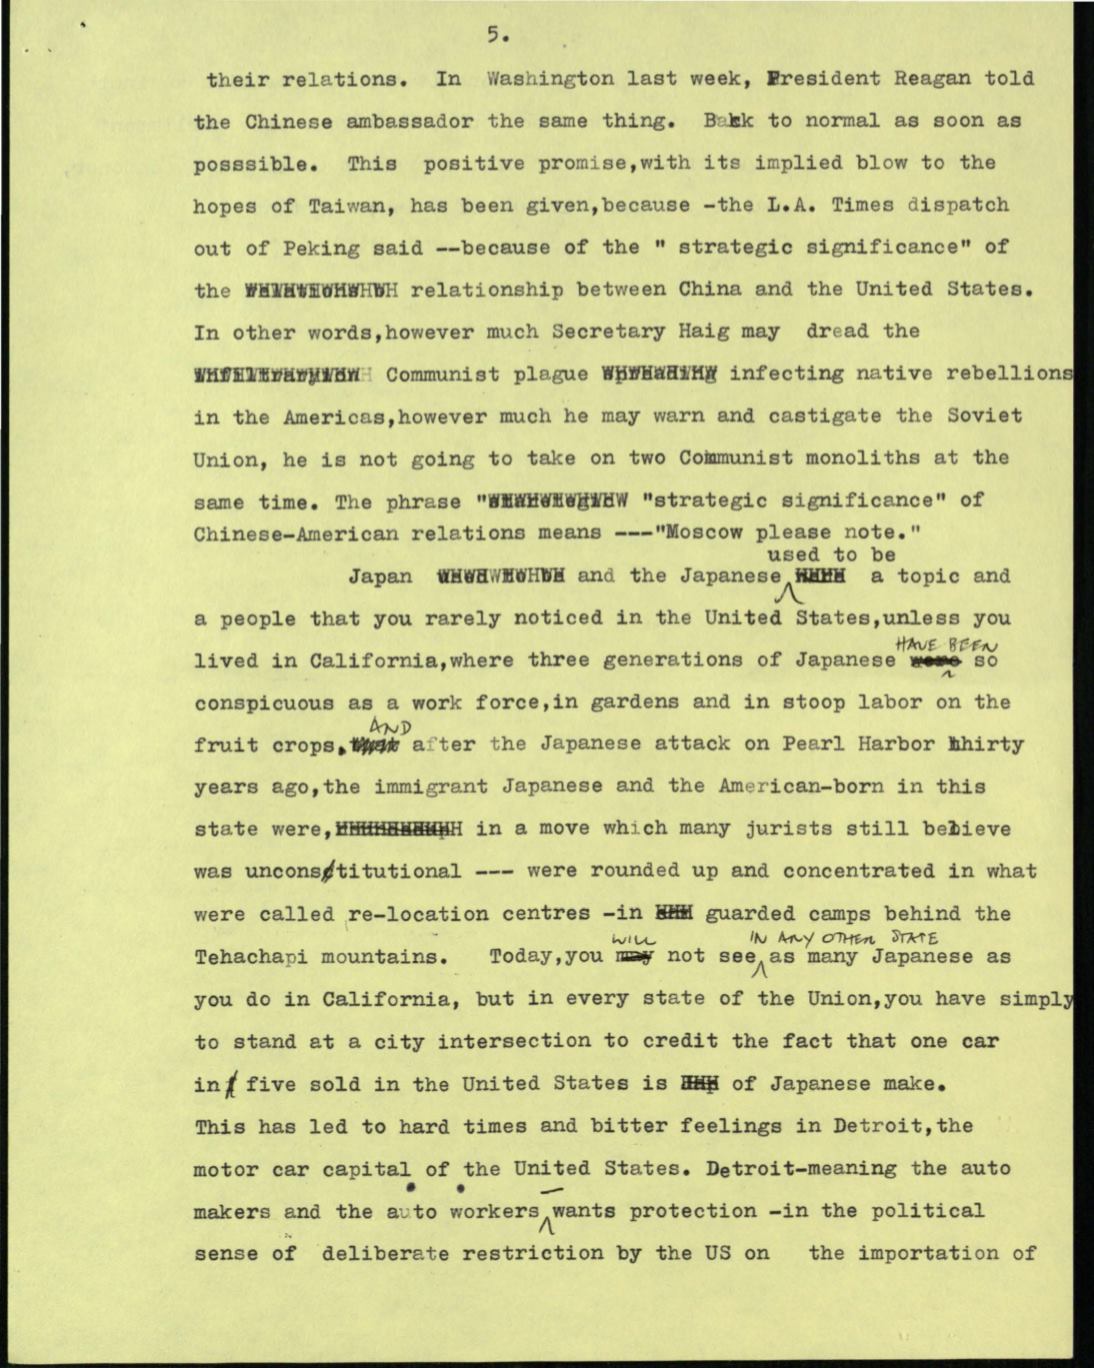 5.
their relations. In Washington last week, President Reagan told
the Chinese ambassador the same thing. Back to normal as soon as
posssible. This positive promise,with its implied blow to the
hopes of Taiwan, has been given,because -the L.A. Times dispatch
out of Peking said --because of the " strategic significance" of
the relationship between China and the United States.
In other words,however much Secretary Haig may dread the
Communist plague infecting native rebellions
in the Americas,however much he may warn and castigate the Soviet
Union, he is not going to take on two Communist monoliths at the
same time. The phrase " "strategic significance" of
Chinese-American relations means ---"Moscow please note."
used to be
Japan and the Japanese a topic and
a people that you rarely noticed in the United States,unless you
HAVE BEEN
lived in California,where three generations of Japanese were so
conspicuous as a work force,in gardens and in stoop labor on the
AND
fruit crops. after the Japanese attack on Pearl Harbor thirty
years ago,the immigrant Japanese and the American-born in this
state were, in a move which many jurists still believe
was unconstitutional --- were rounded up and concentrated in what
were called re-location centres -in guarded camps behind the
WILL IN ANY OTHER STATE
Tehachapi mountains. Today,you may not see as many Japanese as
you do in California, but in every state of the Union,you have simply
to stand at a city intersection to credit the fact that one car
in five sold in the United States is of Japanese make.
This has led to hard times and bitter feelings in Detroit,the
motor car capital of the United States. Detroit-meaning the auto
makers and the auto workers - wants protection -in the political
sense of deliberate restriction by the US on the importation of